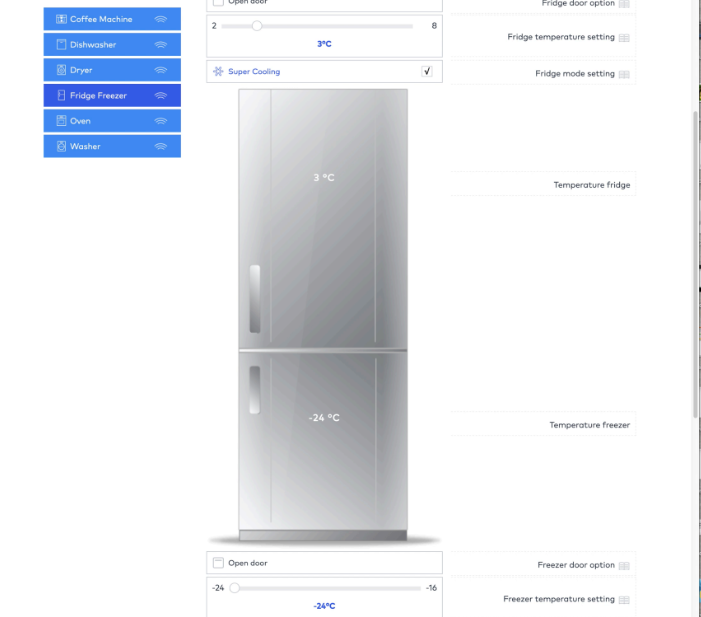 Open door
Fridge door option
Coffee Machine
2 8
3°C
Fridge temperature setting
Dishwasher
Dryer
Super Cooling
Fridge mode setting
Fridge Freezer
Oven
Washer
3 °C
Temperature fridge
-24 °C
Temperature freezer
Open door
Freezer door option
-24 -16
-24°C
Freezer temperature setting